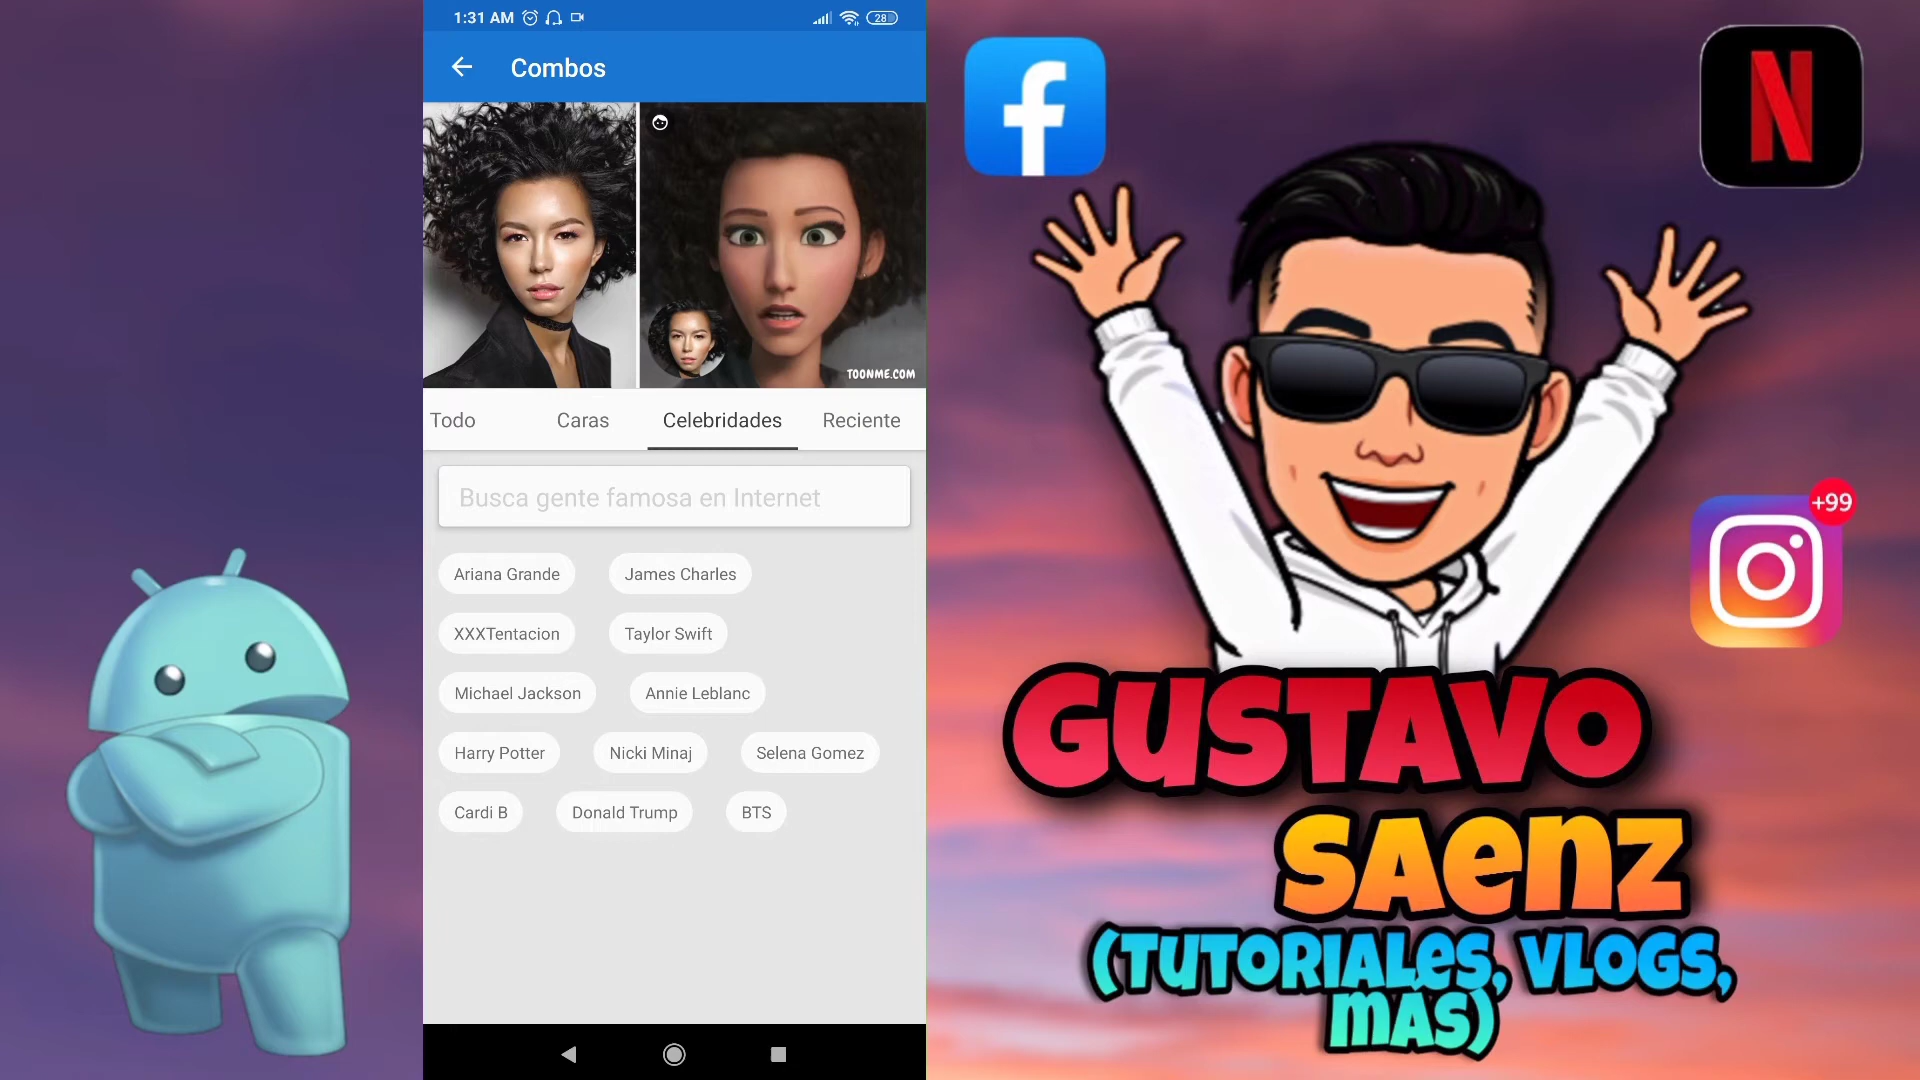 1:31 AM
28
Combos
TOONME.COM
Todo
Caras
Celebridades
Reciente
Busca gente famosa en Internet
Ariana Grande
James Charles
XXXTentacion
Taylor Swift
Michael Jackson
Annie Leblanc
Harry Potter
Nicki Minaj
Selena Gomez
Cardi B
Donald Trump
BTS
f
N
+99
GUSTAVO
SAENZ
(TUTORIALES, VLOGS,
MÁS)